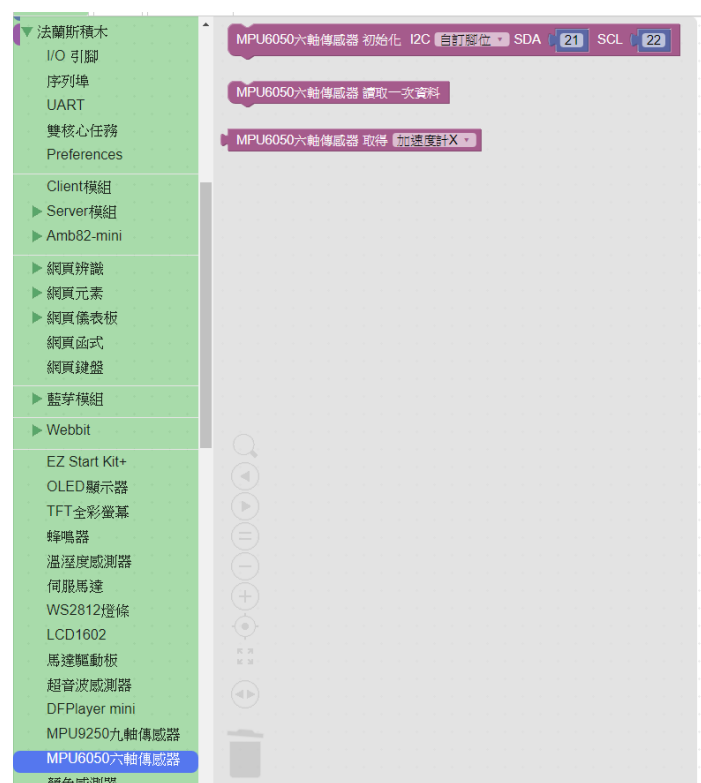 法蘭斯積木
I/O 引腳
序列埠
UART
雙核心任務
Preferences
Client模組
Server模組
Amb82-mini
網頁辨識
網頁元素
網頁儀表板
網頁函式
網頁鍵盤
藍芽模組
Webbit
EZ Start Kit+
OLED顯示器
TFT全彩螢幕
蜂鳴器
溫溼度感測器
伺服馬達
WS2812燈條
LCD1602
馬達驅動板
超音波感測器
DFPlayer mini
MPU9250九軸傳感器
MPU6050六軸傳感器
顏色感測器
MPU6050六軸傳感器 初始化 I2C 自訂腳位 SDA 21 SCL 22
MPU6050六軸傳感器 讀取一次資料
MPU6050六軸傳感器 取得 加速度計X